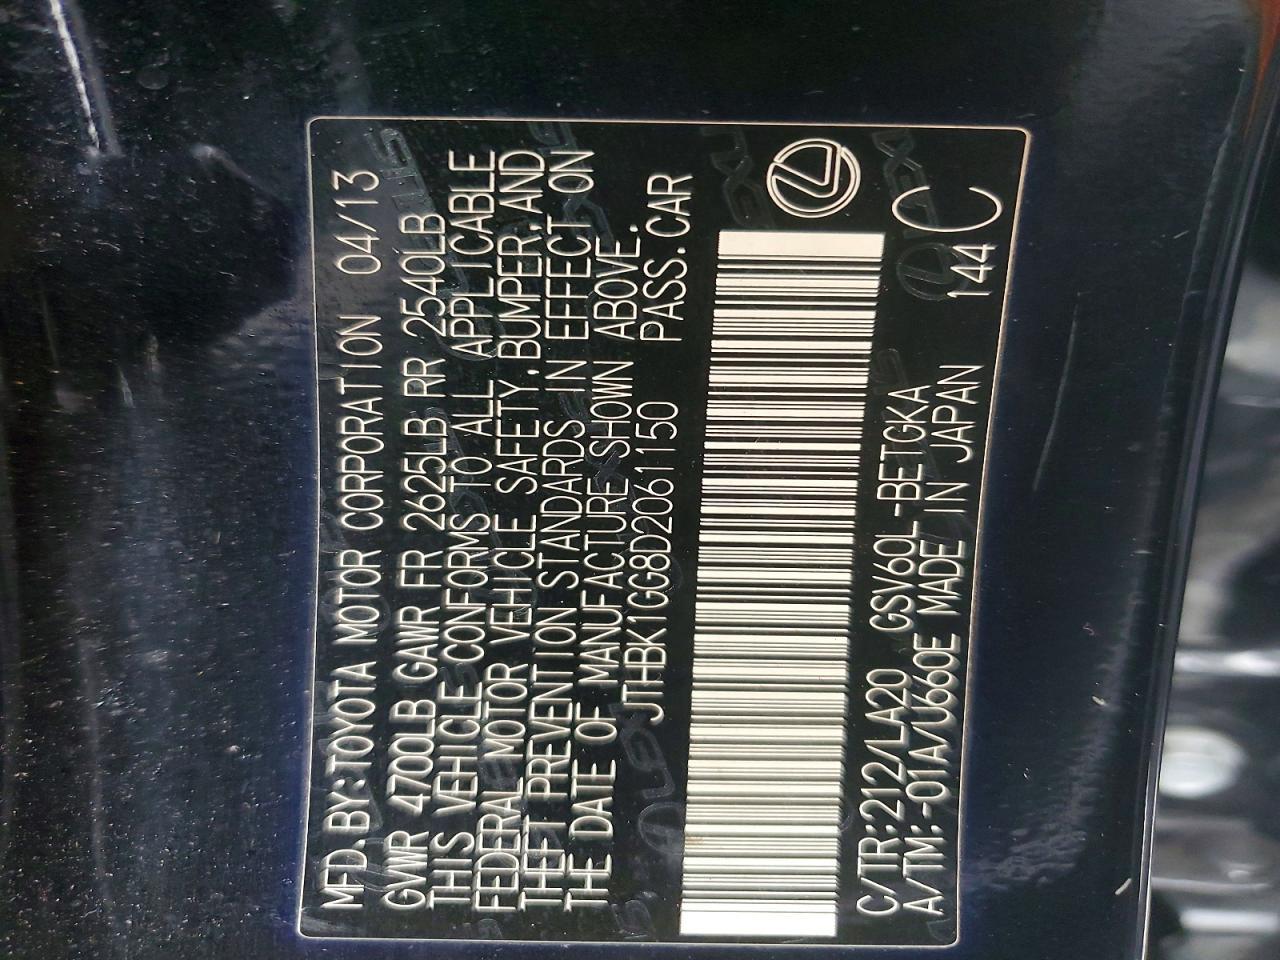 MFD. BY: TOYOTA MOTOR CORPORATION 04/13
GVWR 4700LB GAWR FR 2625LB RR 2540LB
THIS VEHICLE CONFORMS TO ALL APPLICABLE
FEDERAL MOTOR VEHICLE SAFETY, BUMPER, AND
THEFT PREVENTION STANDARDS IN EFFECT ON
THE DATE OF MANUFACTURE SHOWN ABOVE.
JTHBK1GG8D2061150 PASS. CAR
C/TR: 212/LA20 GSV60L-BETGKA
A/TM: -01A/U660E MADE IN JAPAN 144 C